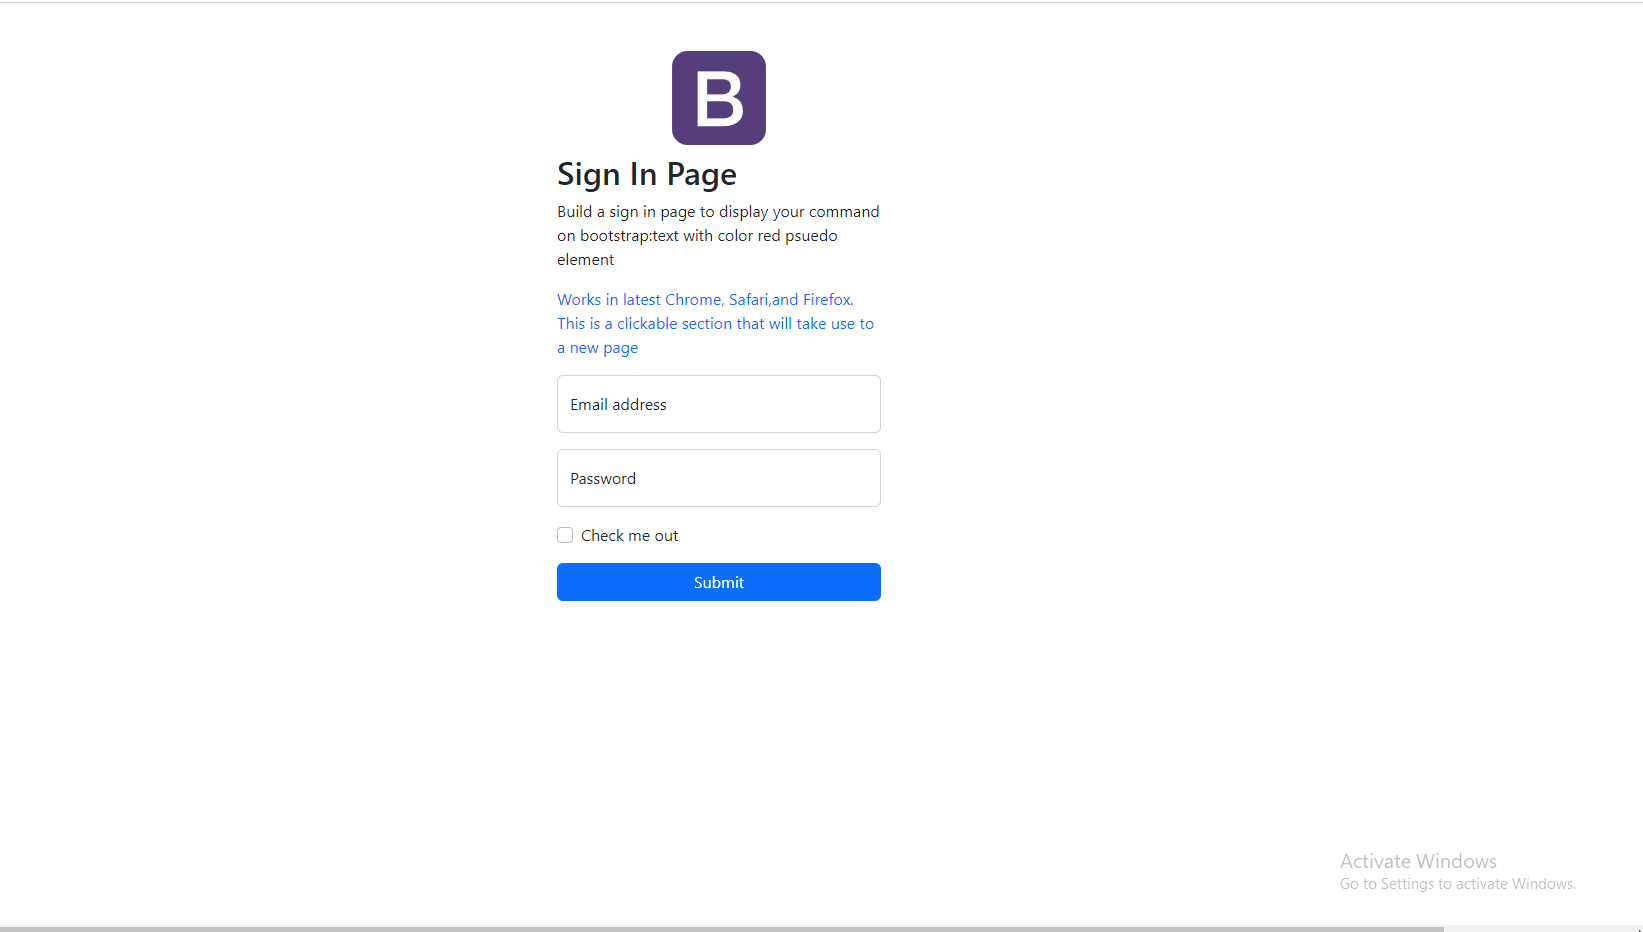 B
Sign In Page
Build a sign in page to display your command
on bootstrap:text with color red psuedo
element
Works in latest Chrome, Safari,and Firefox.
This is a clickable section that will take use to
a new page
Email address
Password
Check me out
Submit
Activate Windows
Go to Settings to activate Windows.